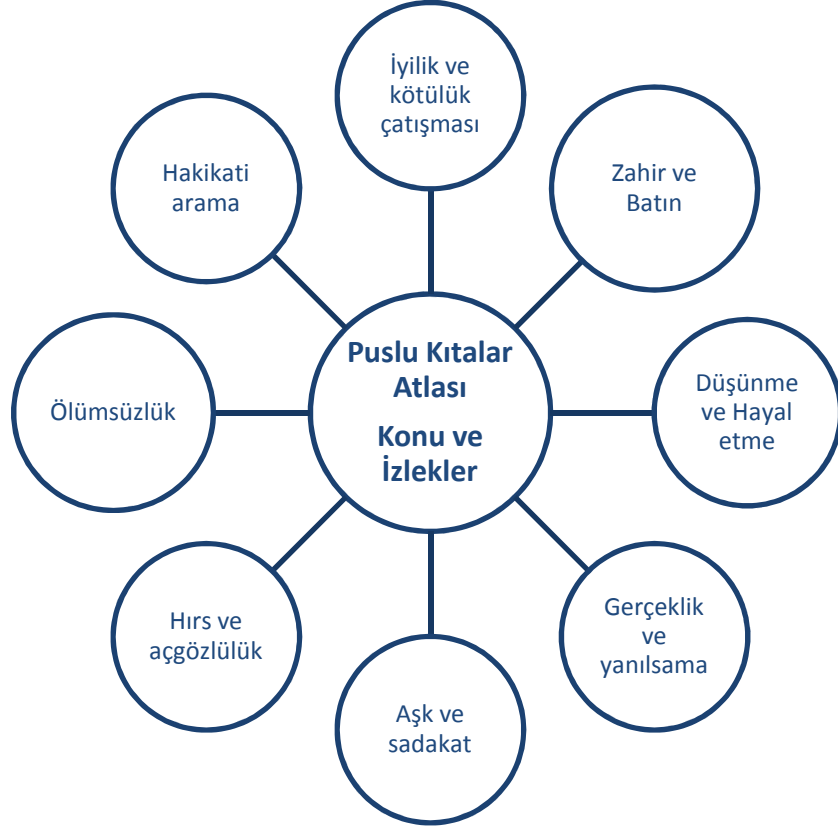 İyilik ve
kötülük
çatışması
Zahir ve
Batın
Düşünme
ve Hayal
etme
Gerçeklik
ve
yanılsama
Aşk ve
sadakat
Hırs ve
açgözlülük
Ölümsüzlük
Hakikati
arama
Puslu Kıtalar
Atlası
Konu ve
İzlekler